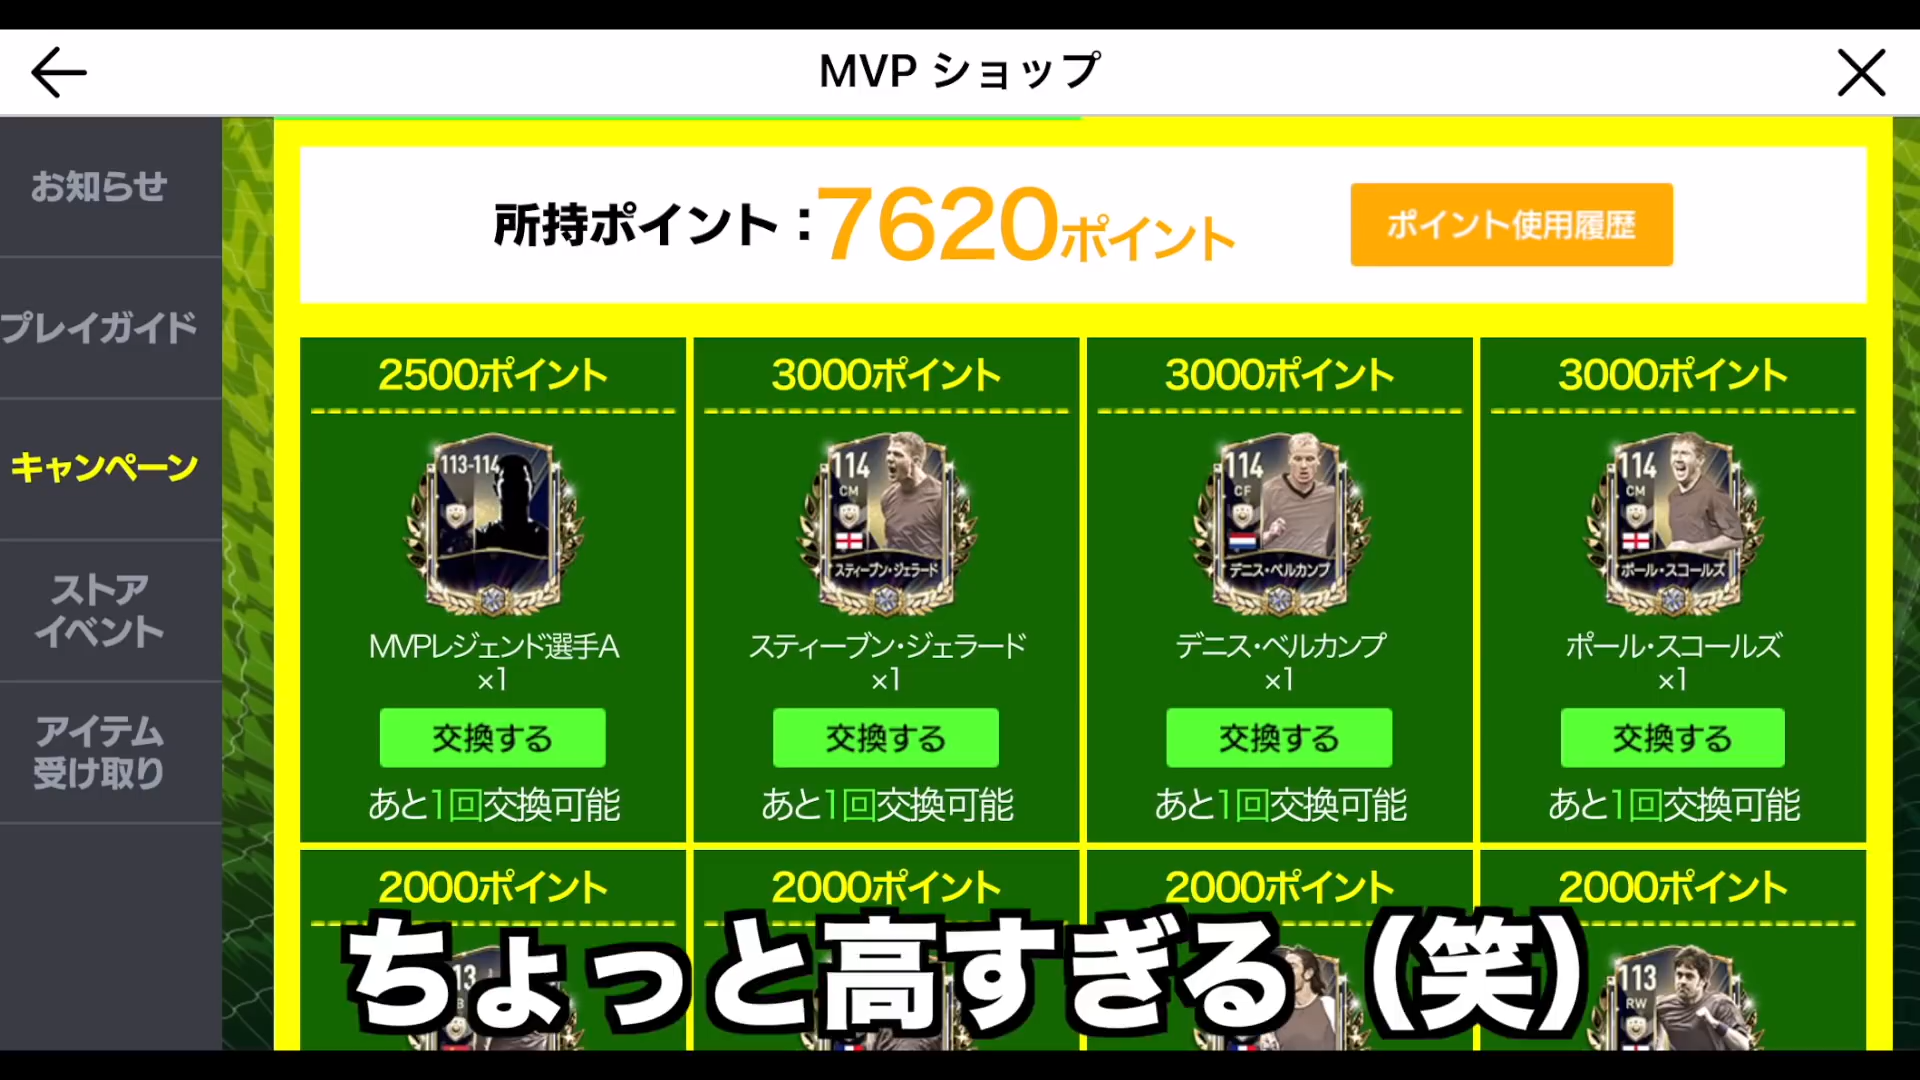 MVP ショップ
お知らせ
プレイガイド
キャンペーン
ストア
イベント
アイテム
受け取り
所持ポイント：7620ポイント
ポイント使用履歴
2500ポイント
113-114
MVPレジェンド選手A
×1
交換する
あと1回交換可能
3000ポイント
114
CM
スティーブン・ジェラード
スティーブン・ジェラード
×1
交換する
あと1回交換可能
3000ポイント
114
CF
デニス・ベルカンプ
デニス・ベルカンプ
×1
交換する
あと1回交換可能
3000ポイント
114
CM
ポール・スコールズ
ポール・スコールズ
×1
交換する
あと1回交換可能
2000ポイント
2000ポイント
2000ポイント
2000ポイント
113
RW
ちょっと高すぎる（笑）